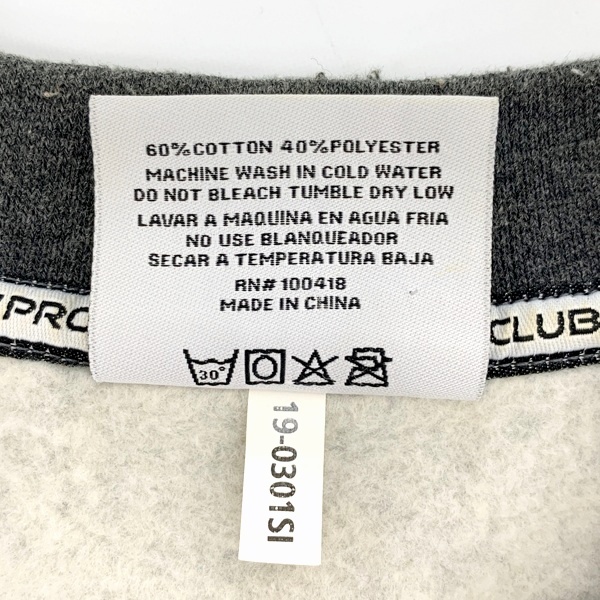 60%COTTON 40%POLYESTER
MACHINE WASH IN COLD WATER
DO NOT BLEACH TUMBLE DRY LOW
LAVAR A MAQUINA EN AGUA FRIA
NO USE BLANQUEADOR
SECAR A TEMPERATURA BAJA
RN# 100418
MADE IN CHINA
PRO CLUB
30°
19-0301SI